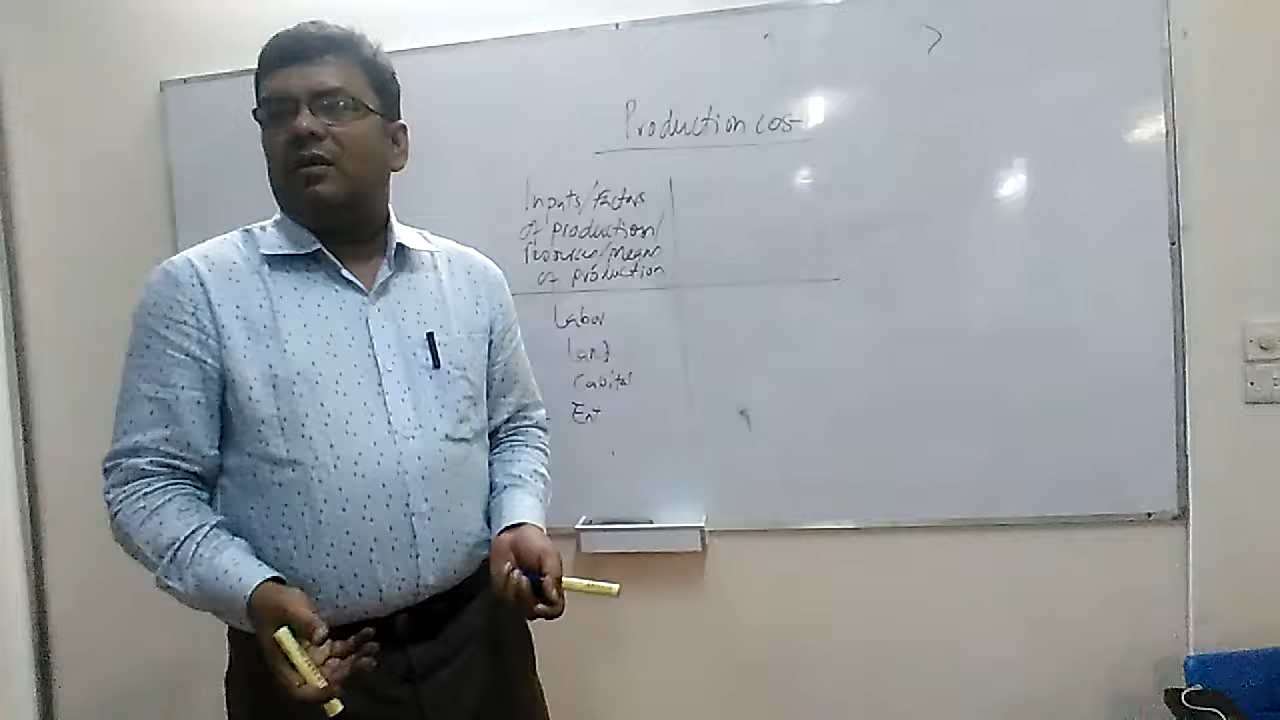 Production cos
Inputs/Factors
of production/
Resources/means
of production
Labor
Land
Capital
Ent